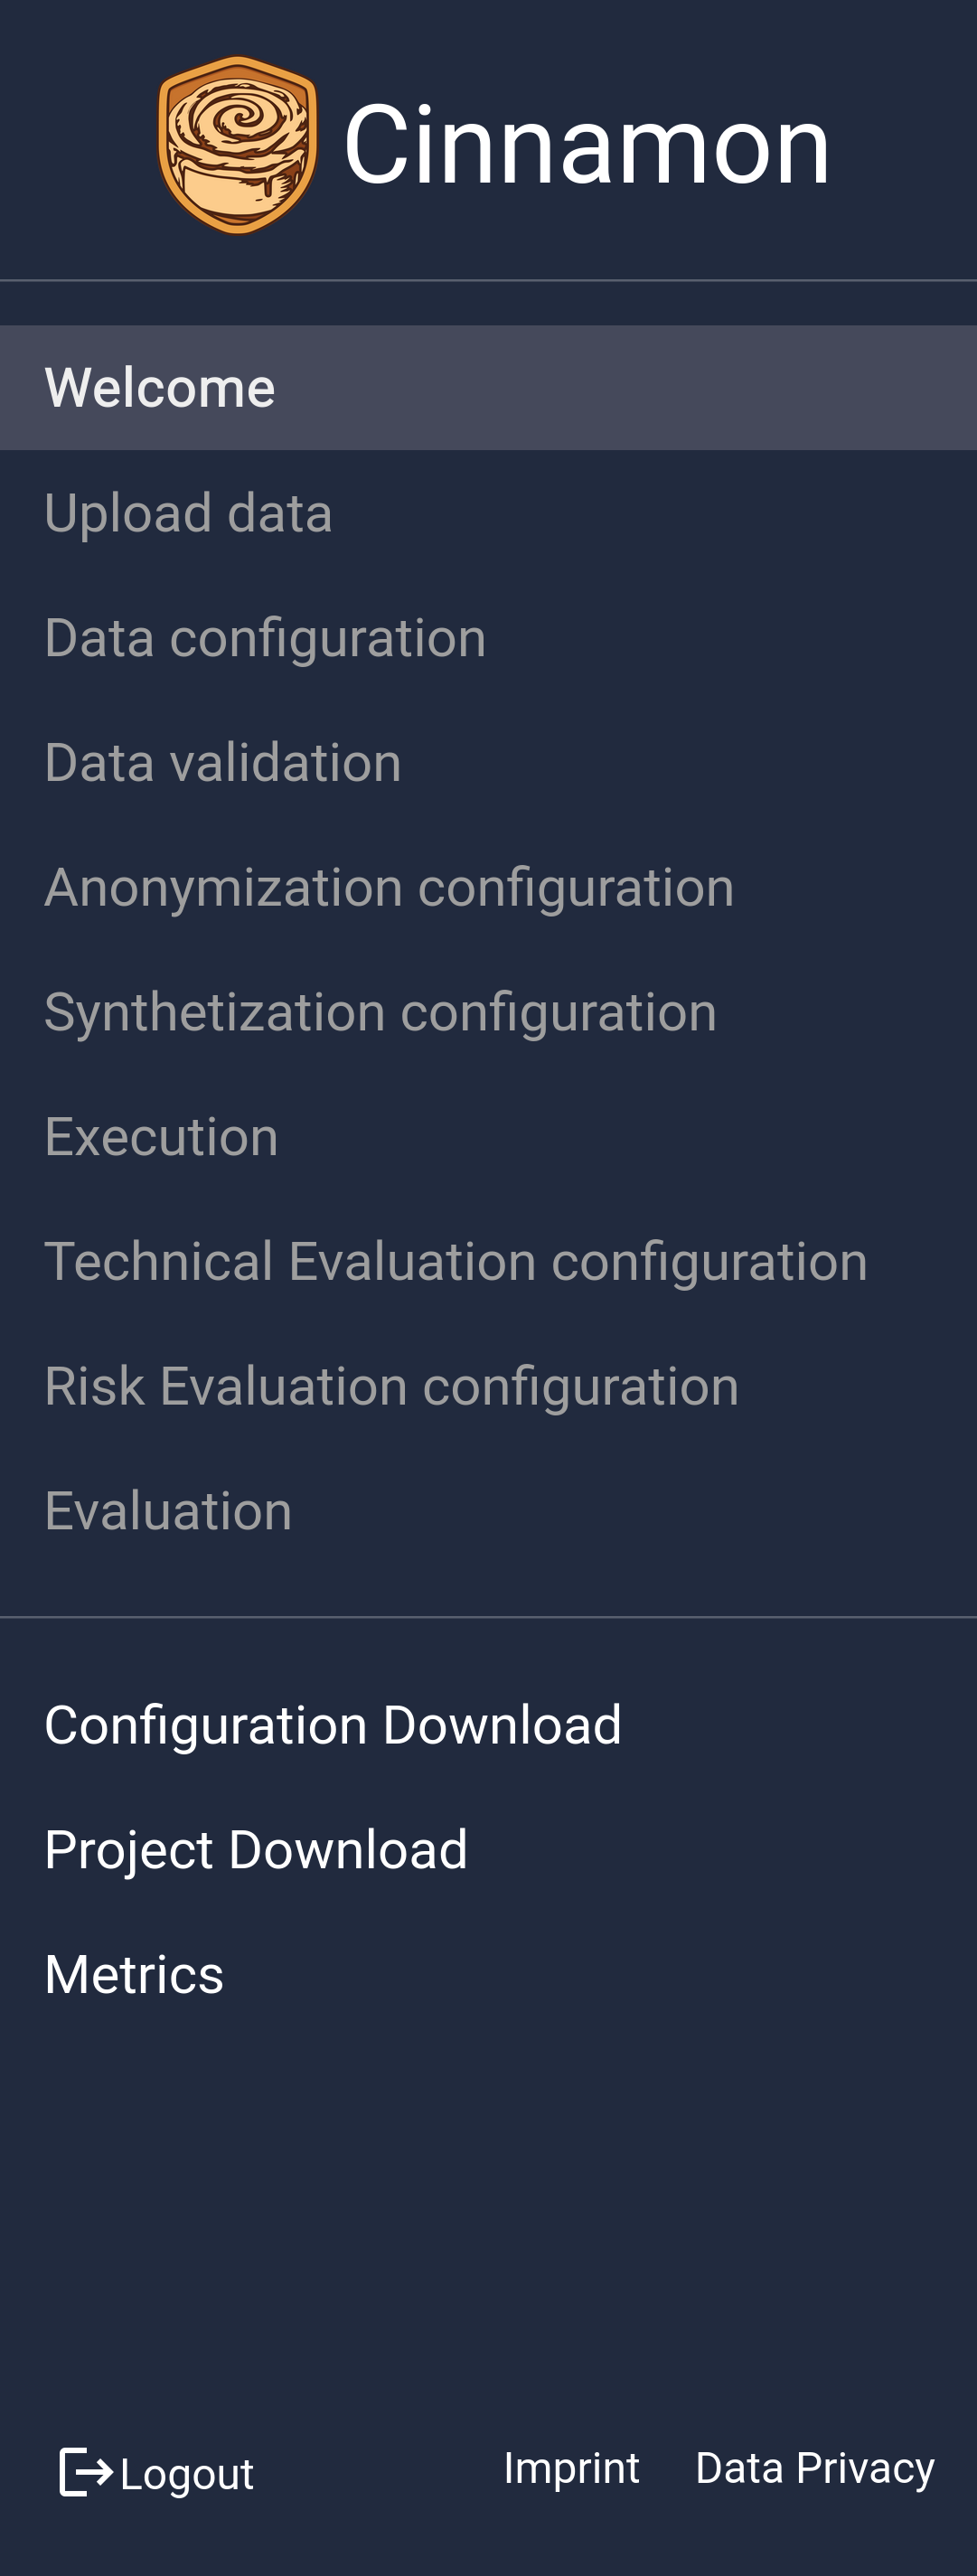 Cinnamon
Welcome
Upload data
Data configuration
Data validation
Anonymization configuration
Synthetization configuration
Execution
Technical Evaluation configuration
Risk Evaluation configuration
Evaluation
Configuration Download
Project Download
Metrics
Logout Imprint Data Privacy